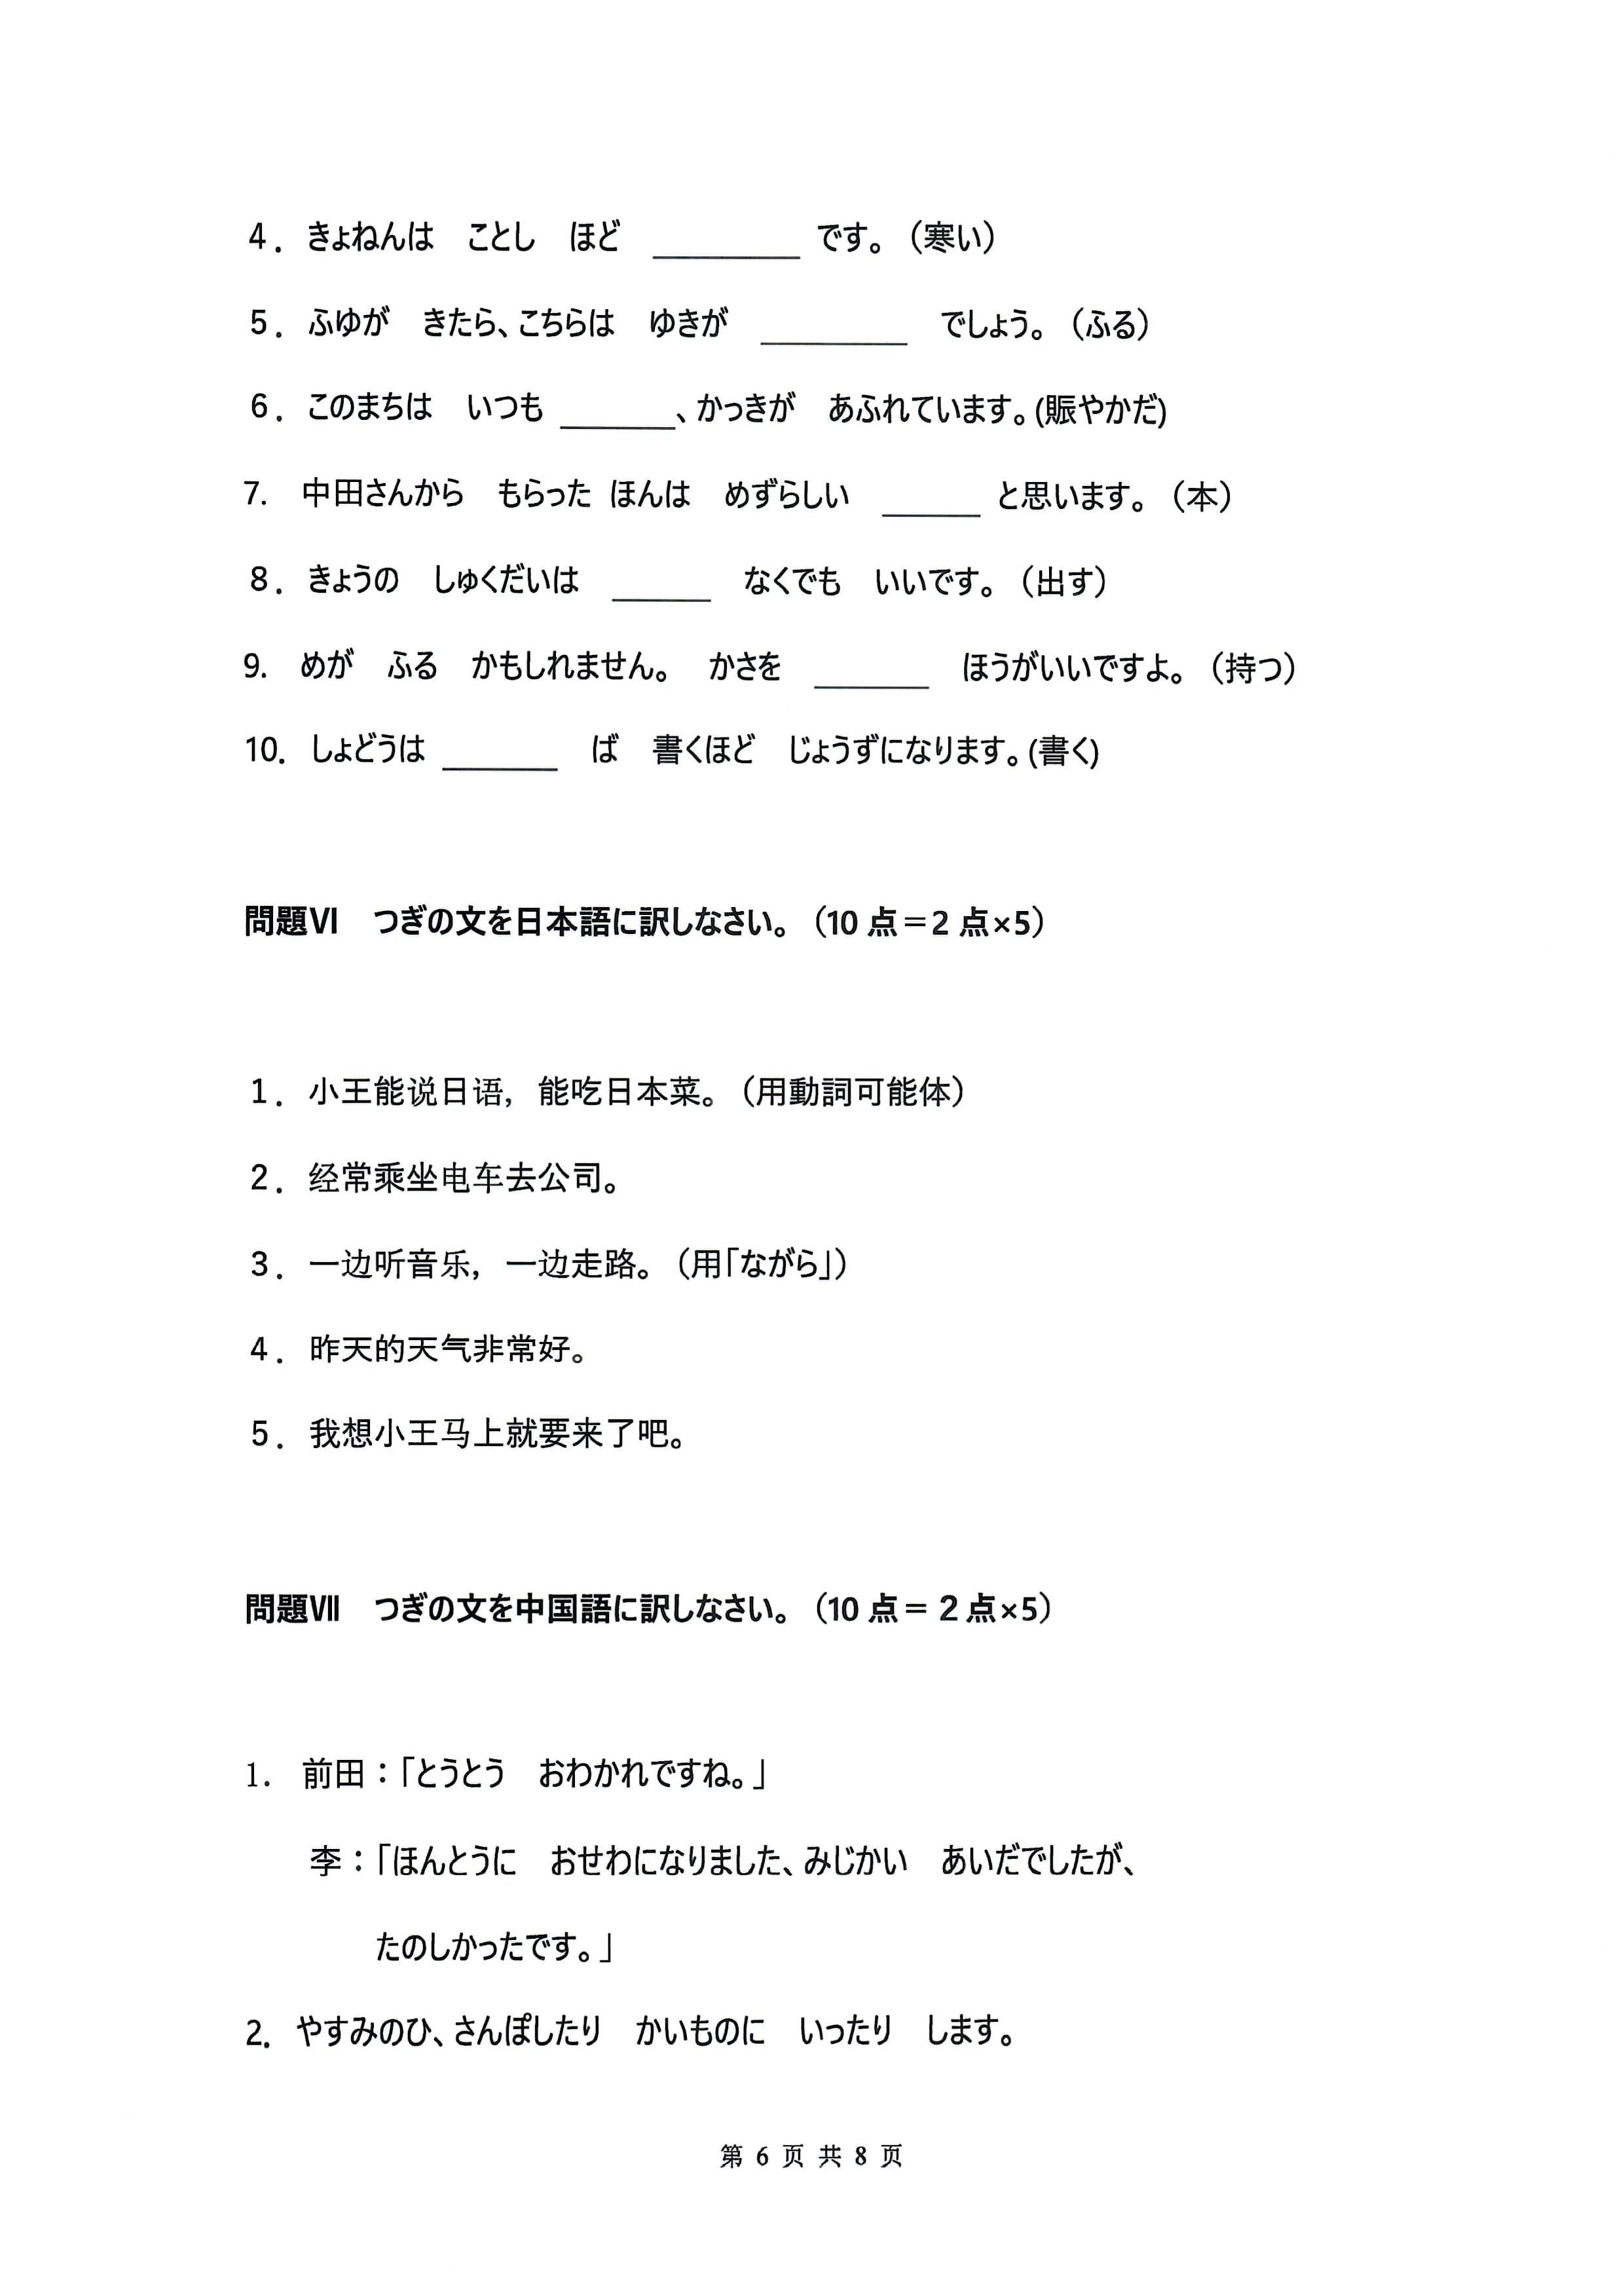 4．きょねんは　ことし　ほど　_________ です。（寒い）
5．ふゆが　きたら、こちらは　ゆきが　_________　でしょう。（ふる）
6．このまちは　いつも _______、かっきが　あふれています。(賑やかだ)
7.　中田さんから　もらった ほんは　めずらしい　______ と思います。（本）
8．きょうの　しゅくだいは　______　なくでも　いいです。（出す）
9.　めが　ふる　かもしれません。　かさを　_______　ほうがいいですよ。（持つ）
10．しょどうは _______　ば　書くほど　じょうずになります。(書く)
問題Ⅵ　つぎの文を日本語に訳しなさい。（10 点＝2 点×5）
1．小王能说日语，能吃日本菜。（用動詞可能体）
2．经常乘坐电车去公司。
3．一边听音乐，一边走路。（用「ながら」）
4．昨天的天气非常好。
5．我想小王马上就要来了吧。
問題Ⅶ　つぎの文を中国語に訳しなさい。（10 点＝２点×5）
1.　前田：「とうとう　おわかれですね。」
李：「ほんとうに　おせわになりました、みじかい　あいだでしたが、
たのしかったです。」
2.　やすみのひ、さんぽしたり　かいものに　いったり　します。
第 6 页 共 8 页